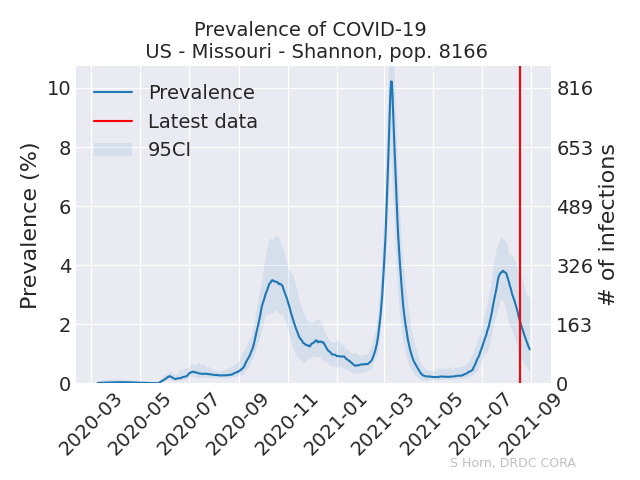 Prevalence of COVID-19
US - Missouri - Shannon, pop. 8166
Prevalence
Latest data
95CI
Prevalence (%)
10
8
6
4
2
0
# of infections
816
653
489
326
163
0
2020-03
2020-05
2020-07
2020-09
2020-11
2021-01
2021-03
2021-05
2021-07
2021-09
S Horn, DRDC CORA